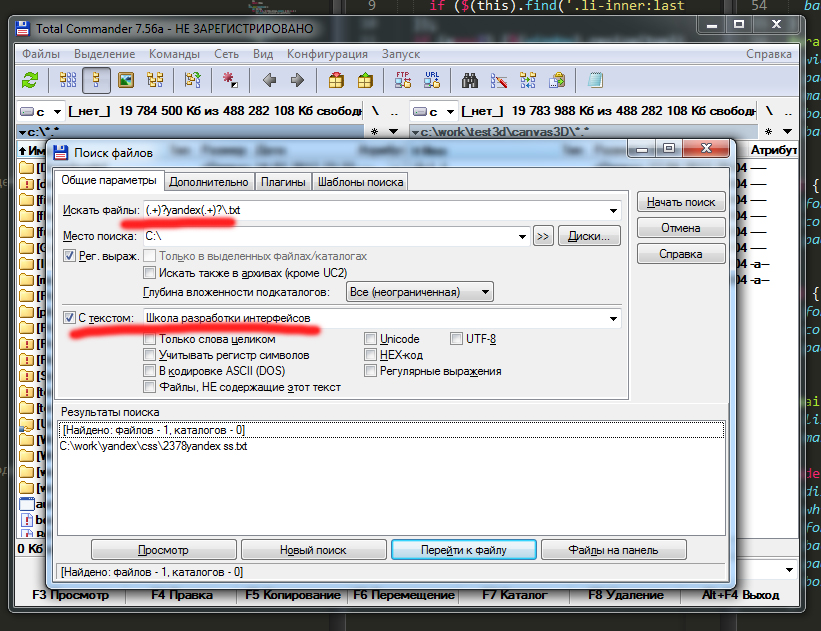 9 if ($(this).find('.li-inner:last
54
Total Commander 7.56a - НЕ ЗАРЕГИСТРИРОВАНО
Файлы Выделение Команды Сеть Вид Конфигурация Запуск Справка
FTP URL
c [_нет_] 19 784 500 Кб из 488 282 108 Кб свободн \ .. c [_нет_] 19 783 988 Кб из 488 282 108 Кб свободн \ ..
c:\*.* * c:\work\test3d\canvas3D\*.* *
Атрибут
Поиск файлов
Общие параметры Дополнительно Плагины Шаблоны поиска
Искать файлы: (.+)?yandex(.+)?\.txt Начать поиск
Место поиска: C:\ >> Диски... Отмена
Рег. выраж. Только в выделенных файлах/каталогах Справка
Искать также в архивах (кроме UC2)
Глубина вложенности подкаталогов: Все (неограниченная)
С текстом: Школа разработки интерфейсов
Только слова целиком Unicode UTF-8
Учитывать регистр символов HEX-код
В кодировке ASCII (DOS) Регулярные выражения
Файлы, НЕ содержащие этот текст
Результаты поиска
[Найдено: файлов - 1, каталогов - 0]
C:\work\yandex\css\2378yandex ss.txt
Просмотр Новый поиск Перейти к файлу Файлы на панель
0 Кб
[Найдено: файлов - 1, каталогов - 0]
F3 Просмотр F4 Правка F5 Копирование F6 Перемещение F7 Каталог F8 Удаление Alt+F4 Выход